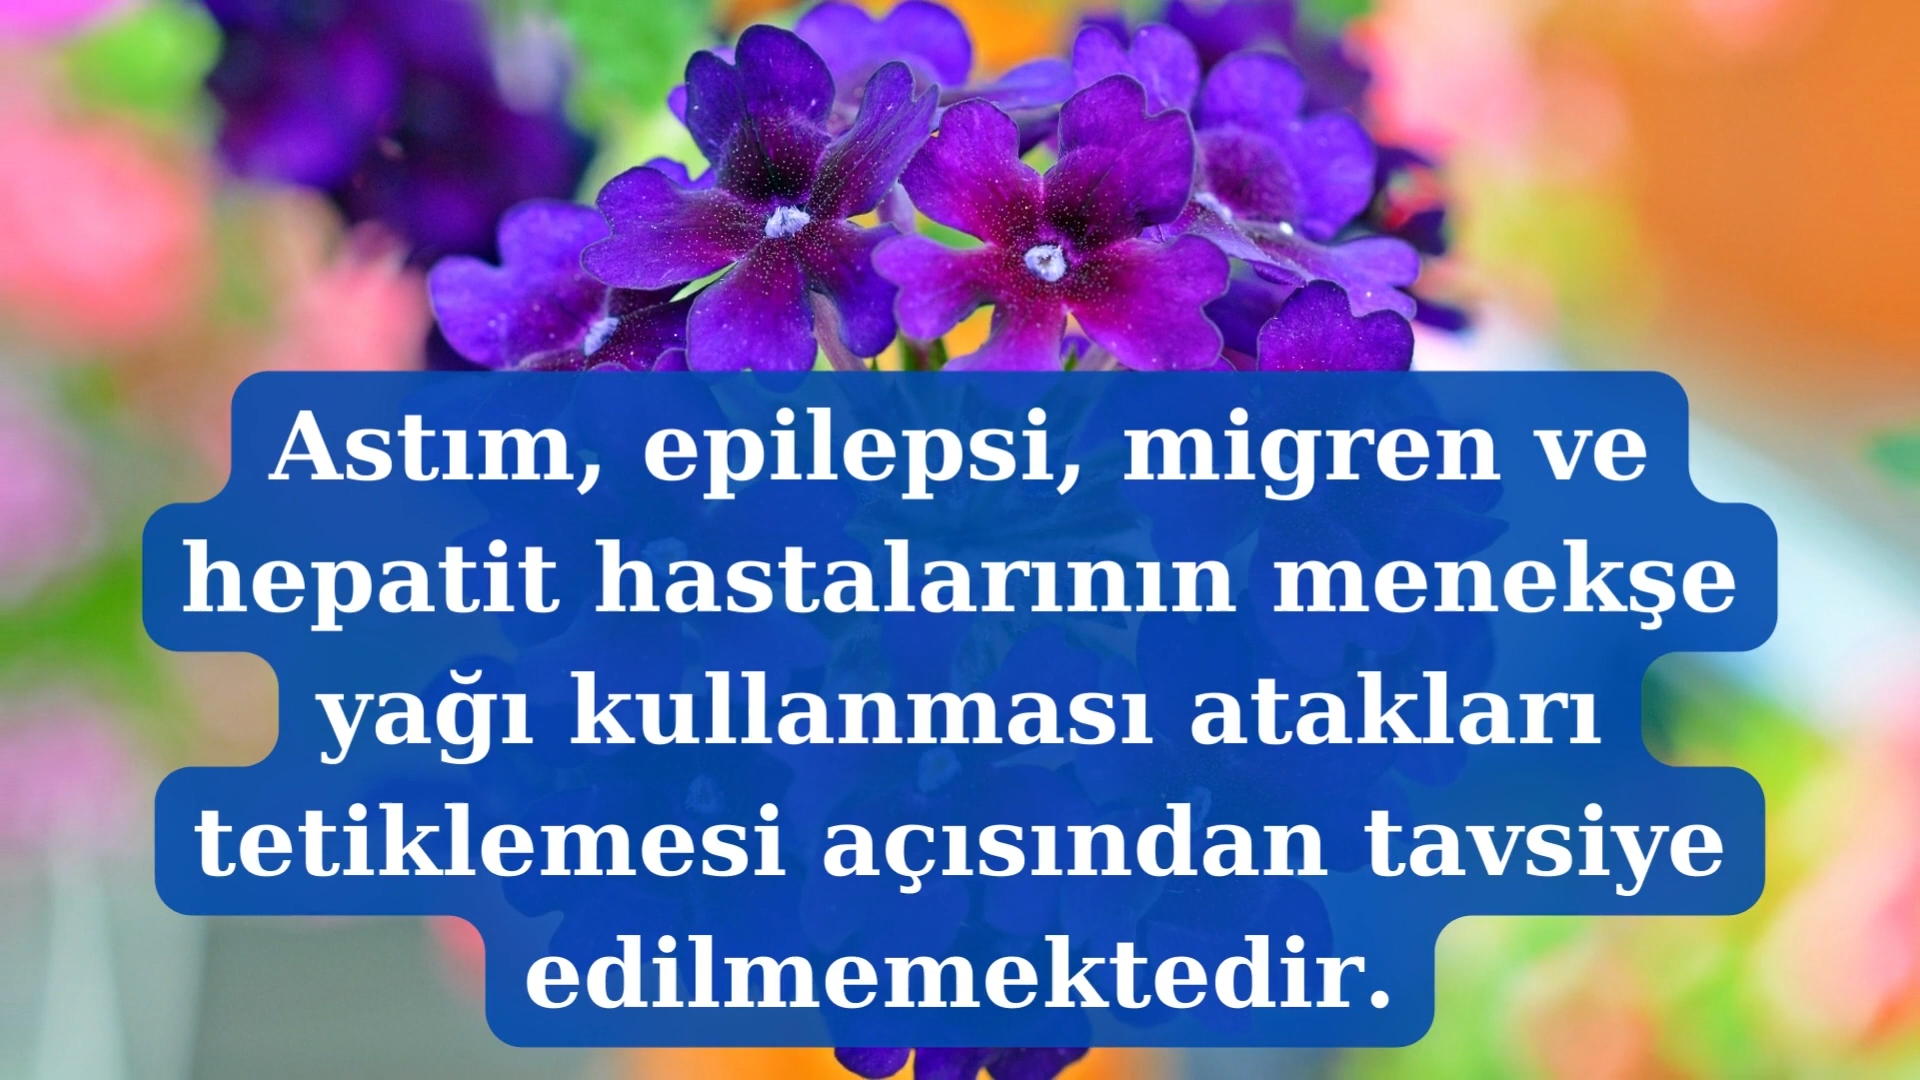 Astım, epilepsi, migren ve
hepatit hastalarının menekşe
yağı kullanması atakları
tetiklemesi açısından tavsiye
edilmemektedir.